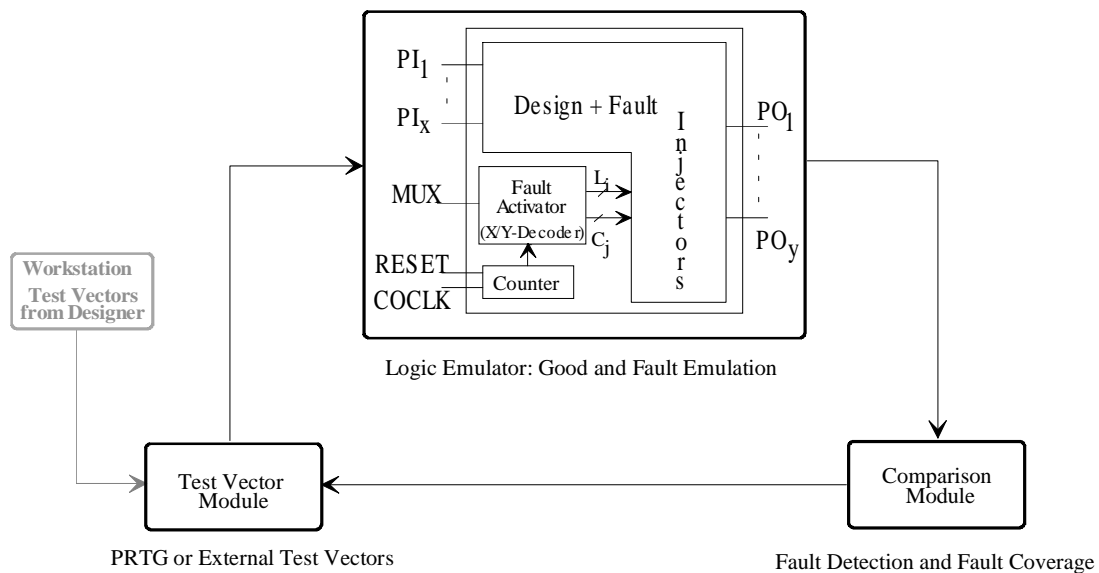 PI1
PIx
MUX
RESET
COCLK
Design + Fault
Injectors
Fault
Activator
(X/Y-Decoder)
Li
Cj
Counter
PO1
POy
Logic Emulator: Good and Fault Emulation
Workstation
Test Vectors
from Designer
Test Vector
Module
PRTG or External Test Vectors
Comparison
Module
Fault Detection and Fault Coverage